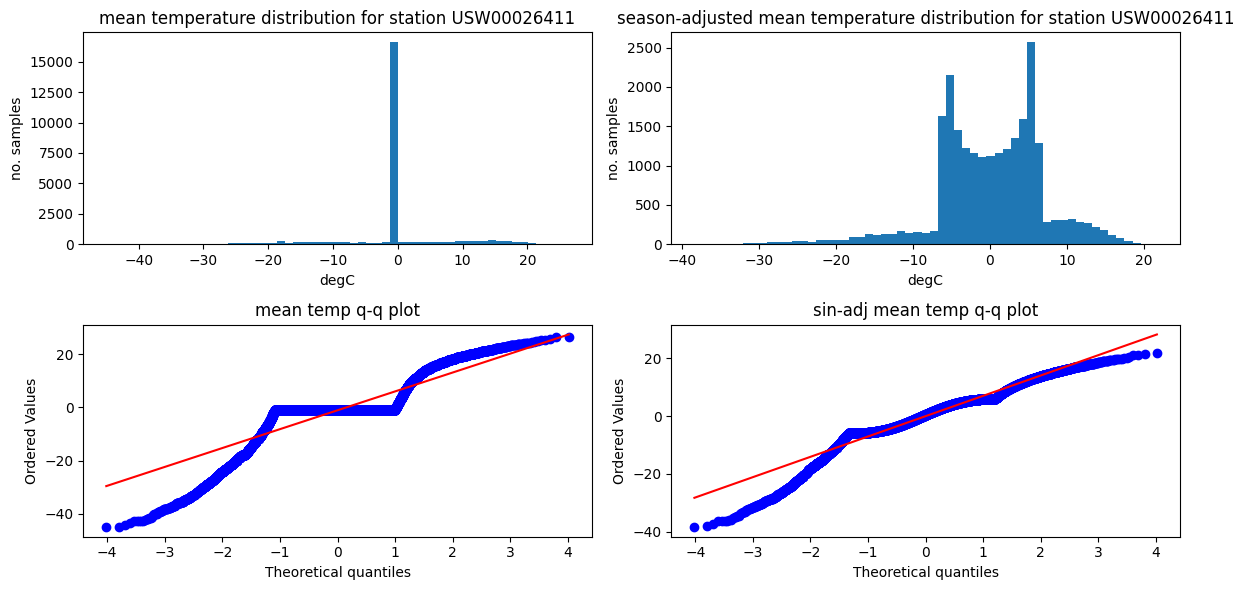 mean temperature distribution for station USW00026411
season-adjusted mean temperature distribution for station USW00026411
no. samples
15000
12500
10000
7500
5000
2500
0
−40 −30 −20 −10 0 10 20
degC
no. samples
2500
2000
1500
1000
500
0
−40 −30 −20 −10 0 10 20
degC
mean temp q-q plot
sin-adj mean temp q-q plot
Ordered Values
20
0
−20
−40
−4 −3 −2 −1 0 1 2 3 4
Theoretical quantiles
Ordered Values
20
0
−20
−40
−4 −3 −2 −1 0 1 2 3 4
Theoretical quantiles